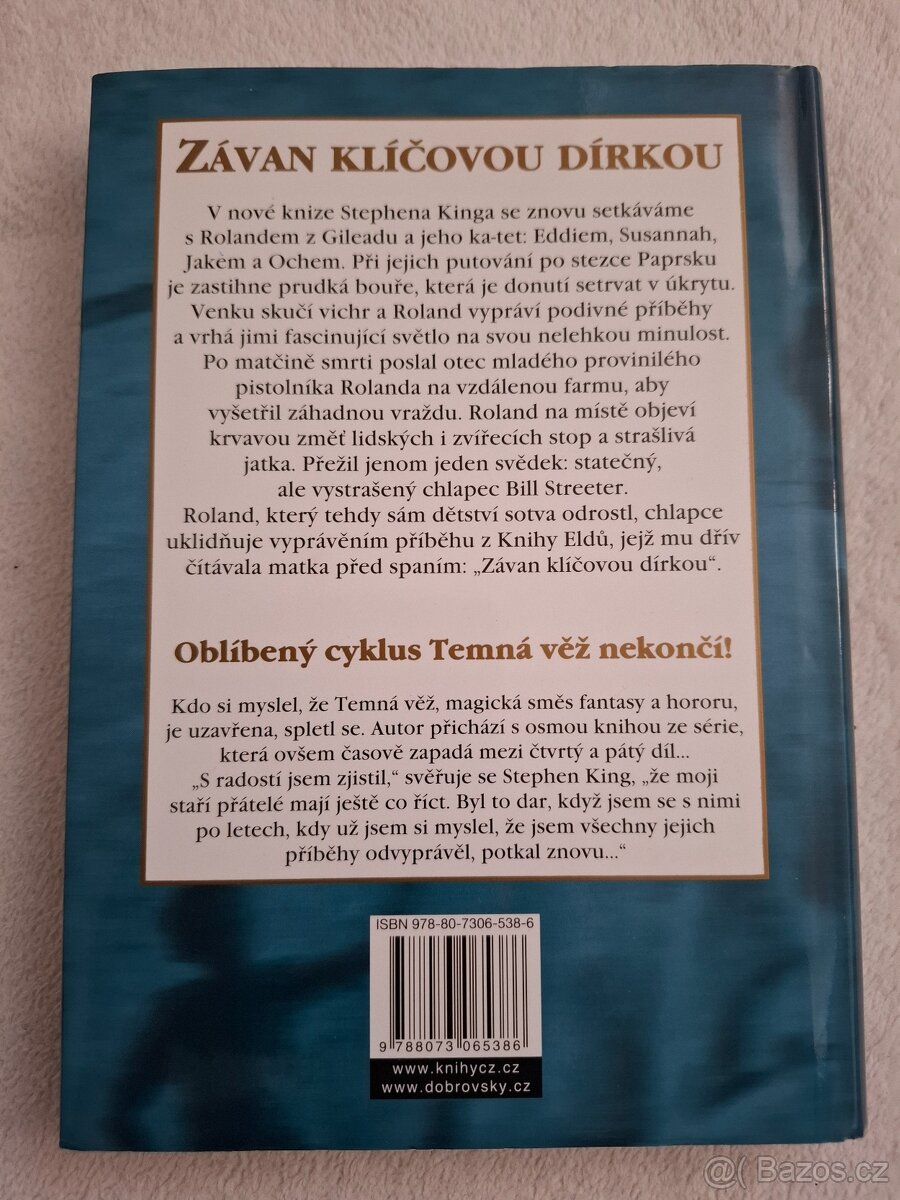 ZÁVAN KLÍČOVOU DÍRKOU
V nové knize Stephena Kinga se znovu setkáváme
s Rolandem z Gileadu a jeho ka-tet: Eddiem, Susannah,
Jakem a Ochem. Při jejich putování po stezce Paprsku
je zastihne prudká bouře, která je donutí setrvat v úkrytu.
Venku skučí vichr a Roland vypráví podivné příběhy
a vrhá jimi fascinující světlo na svou nelehkou minulost.
Po matčině smrti poslal otec mladého provinilého
pistolníka Rolanda na vzdálenou farmu, aby
vyšetřil záhadnou vraždu. Roland na místě objeví
krvavou změť lidských i zvířecích stop a strašlivá
jatka. Přežil jenom jeden svědek: statečný,
ale vystrašený chlapec Bill Streeter.
Roland, který tehdy sám dětství sotva odrostl, chlapce
uklidňuje vyprávěním příběhu z Knihy Eldů, jejž mu dřív
čítávala matka před spaním: „Závan klíčovou dírkou“.
Oblíbený cyklus Temná věž nekončí!
Kdo si myslel, že Temná věž, magická směs fantasy a hororu,
je uzavřena, spletl se. Autor přichází s osmou knihou ze série,
která ovšem časově zapadá mezi čtvrtý a pátý díl...
„S radostí jsem zjistil,“ svěřuje se Stephen King, „že moji
staří přátelé mají ještě co říct. Byl to dar, když jsem se s nimi
po letech, kdy už jsem si myslel, že jsem všechny jejich
příběhy odvyprávěl, potkal znovu...“
ISBN 978-80-7306-538-6
9 788073 065386
www.knihycz.cz
www.dobrovsky.cz
@( Bazos.cz